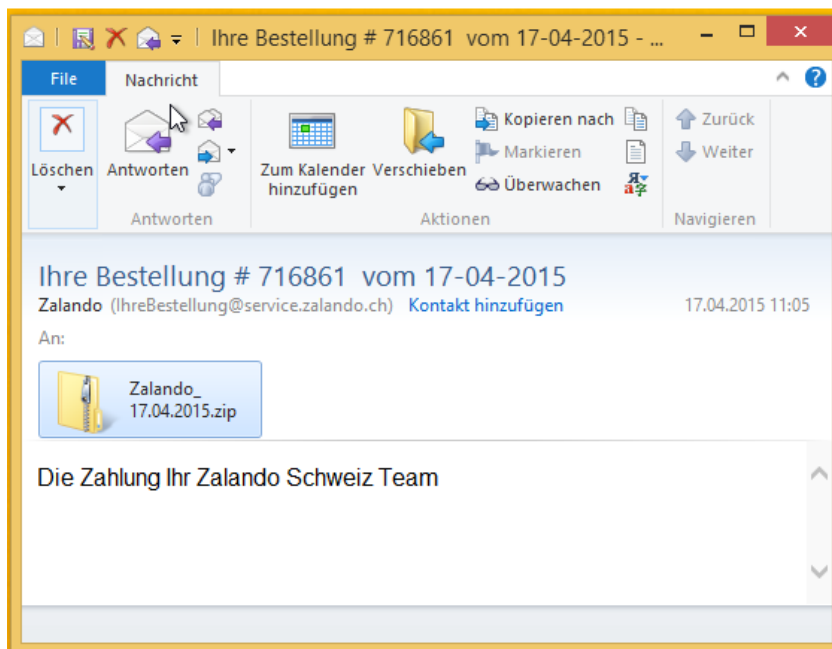 Ihre Bestellung # 716861 vom 17-04-2015 - ...
File Nachricht
Löschen
Antworten
Zum Kalender hinzufügen
Verschieben
Kopieren nach
Markieren
Überwachen
Zurück
Weiter
Antworten Aktionen Navigieren
Ihre Bestellung # 716861 vom 17-04-2015
Zalando (IhreBestellung@service.zalando.ch) Kontakt hinzufügen 17.04.2015 11:05
An:
Zalando_
17.04.2015.zip
Die Zahlung Ihr Zalando Schweiz Team